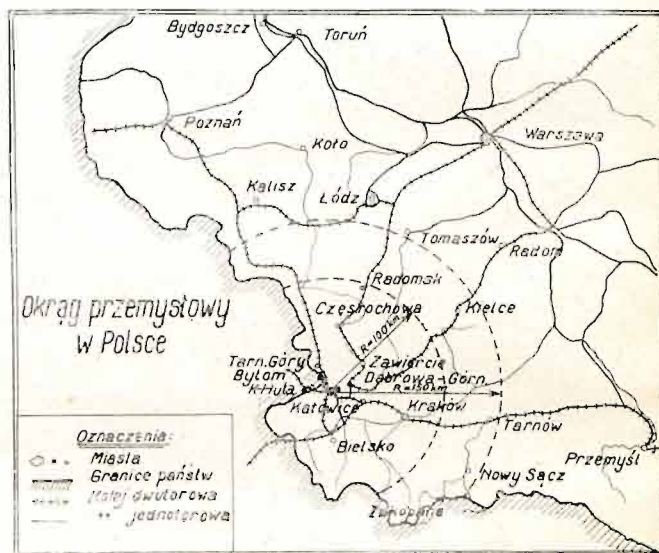 Bydgoszcz
Toruń
Poznań
Koło
Warszawa
Kalisz
Łódź
Tomaszów
Radom
Radomsk
Okrąg przemysłowy
w Polsce
Częstochowa
Kielce
R=100km
Tarn.Góry
Zawiercie
Bytom
Dąbrowa-Górn.
K-Huta
R=150km
Katowice
Kraków
Tarnów
Bielsko
Przemyśl
Nowy Sącz
Zakopane
Oznaczenia:
Miasta
Granice państw
Kolej dwutorowa
" jednotorowa